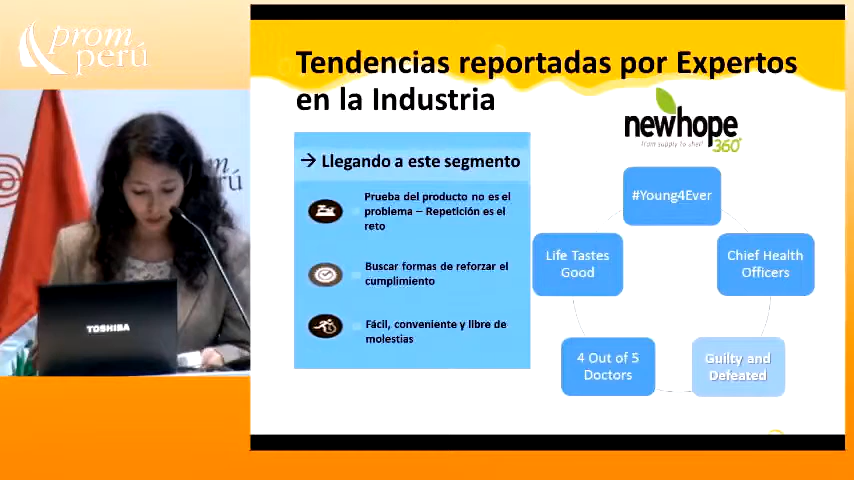 prom
perú
Tendencias reportadas por Expertos
en la Industria
newhope
360°
→ Llegando a este segmento
Prueba del producto no es el
problema – Repetición es el
reto
Buscar formas de reforzar el
cumplimiento
Fácil, conveniente y libre de
molestias
#Young4Ever
Life Tastes
Good
Chief Health
Officers
4 Out of 5
Doctors
Guilty and
Defeated
TOSHIBA